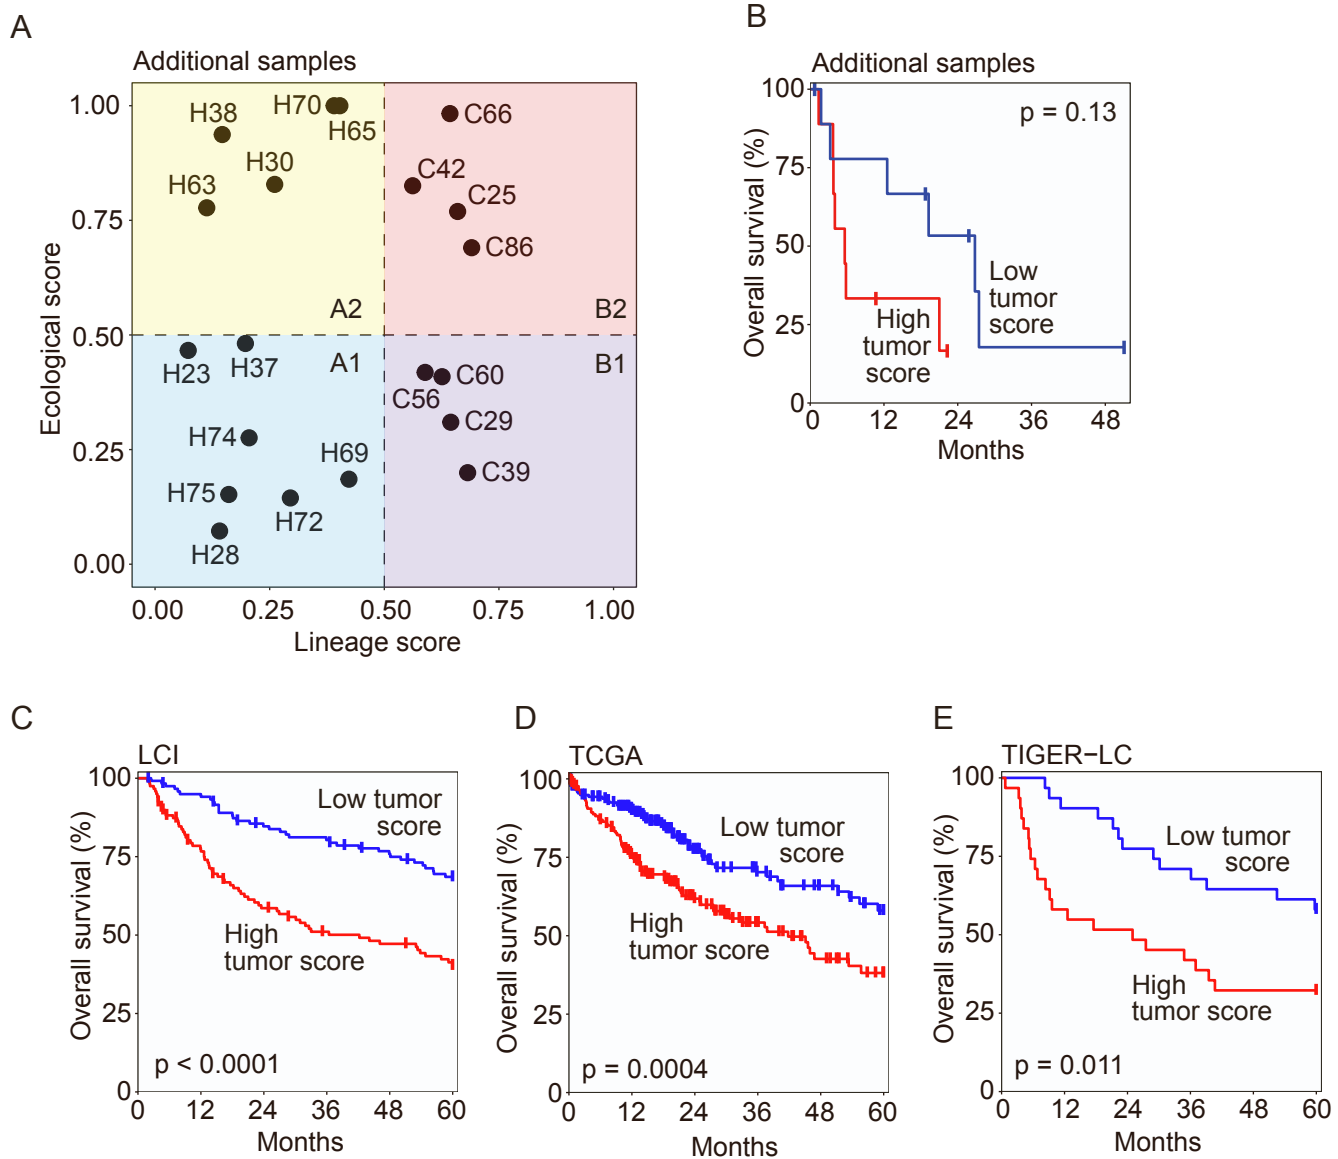 A
Additional samples
Ecological score
1.00
0.75
0.50
0.25
0.00
H38
H70
H65
H30
H63
A2
C66
C42
C25
C86
B2
H23
H37
A1
H74
H69
H75
H72
H28
B1
C60
C56
C29
C39
0.00
0.25
0.50
0.75
1.00
Lineage score
B
Additional samples
Overall survival (%)
100
75
50
25
0
p = 0.13
Low
tumor
score
High
tumor
score
0
12
24
36
48
Months
C
LCI
Overall survival (%)
100
75
50
25
0
Low tumor
score
High
tumor score
p < 0.0001
0
12
24
36
48
60
Months
D
TCGA
Overall survival (%)
100
75
50
25
0
Low tumor
score
High
tumor score
p = 0.0004
0
12
24
36
48
60
Months
E
TIGER−LC
Overall survival (%)
100
75
50
25
0
Low tumor
score
High
tumor score
p = 0.011
0
12
24
36
48
60
Months